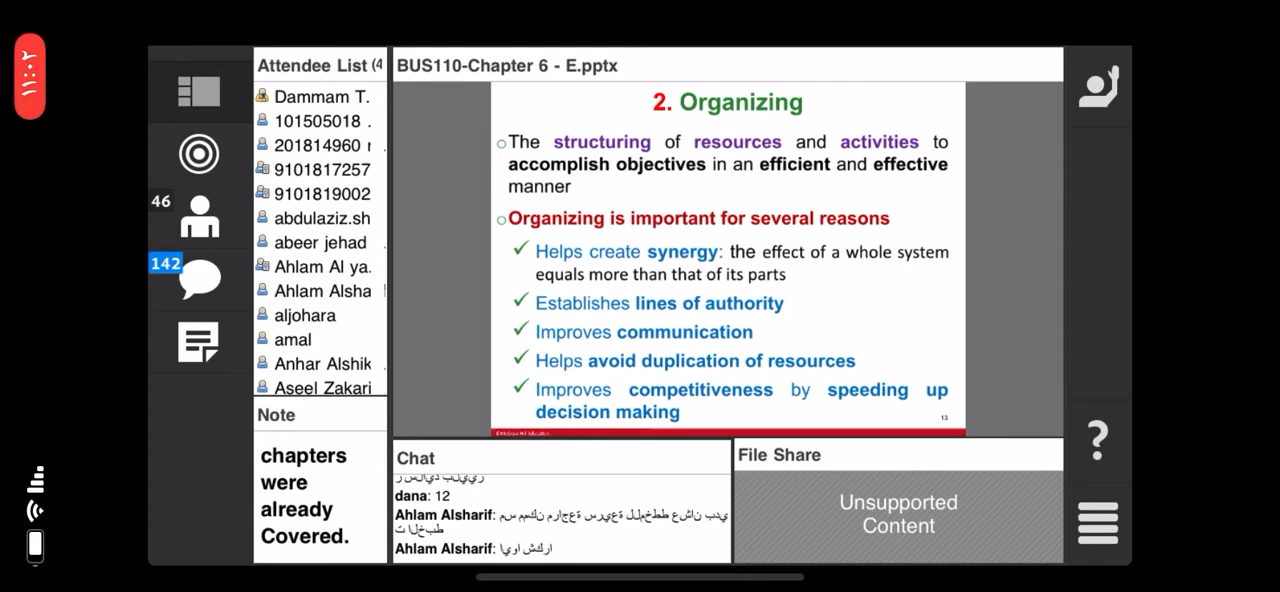 ١١:٠٢
Attendee List (4
BUS110-Chapter 6 - E.pptx
Dammam T.
101505018 .
201814960
9101817257
9101819002
abdulaziz.sh
abeer jehad
Ahlam Al ya.
Ahlam Alsha
aljohara
amal
Anhar Alshik
Aseel Zakari
46
142
2. Organizing
The structuring of resources and activities to
accomplish objectives in an efficient and effective
manner
Organizing is important for several reasons
Helps create synergy: the effect of a whole system
equals more than that of its parts
Establishes lines of authority
Improves communication
Helps avoid duplication of resources
Improves competitiveness by speeding up
decision making
13
Note
chapters
were
already
Covered.
Chat
dana: 12
Ahlam Alsharif: مس ممكن مراجعة سريعة للمخطط عشان بدي
Ahlam Alsharif: ايوا شكرا
File Share
Unsupported
Content
?